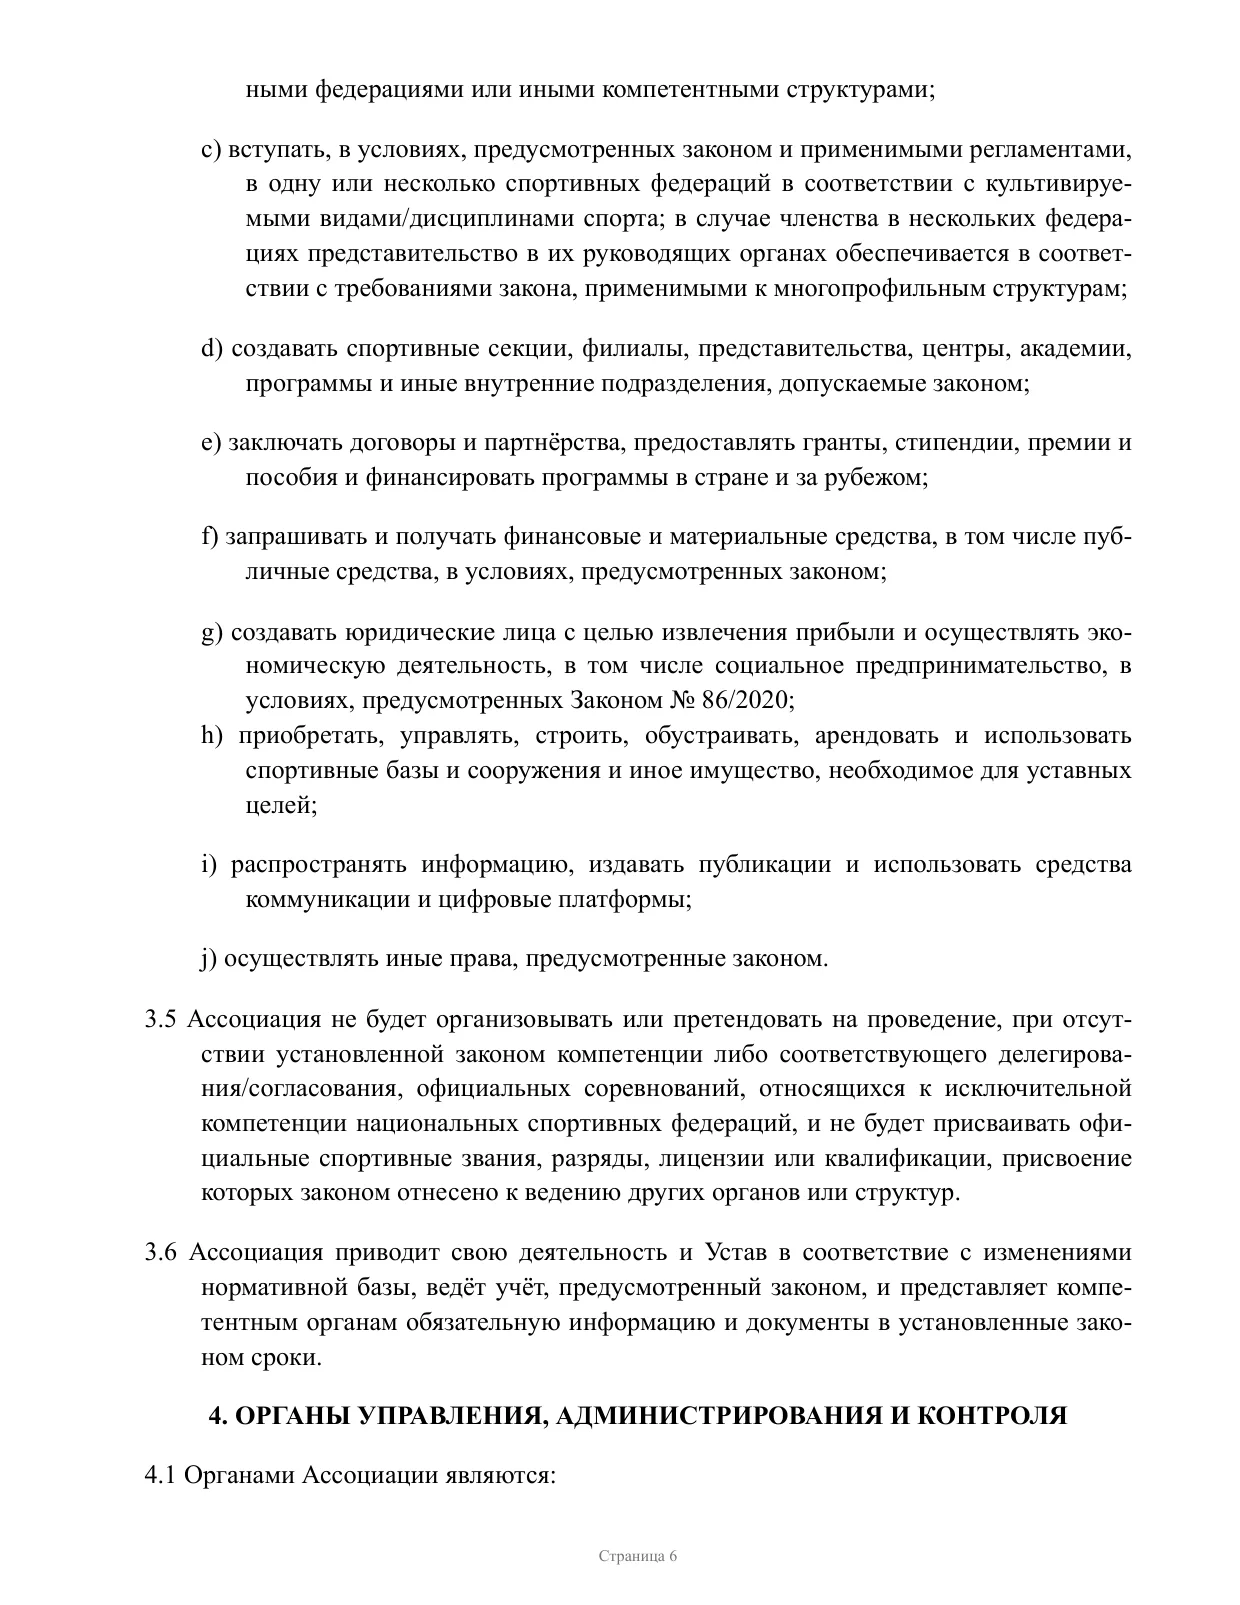 ными федерациями или иными компетентными структурами;
c) вступать, в условиях, предусмотренных законом и применимыми регламентами,
в одну или несколько спортивных федераций в соответствии с культивируе-
мыми видами/дисциплинами спорта; в случае членства в нескольких федера-
циях представительство в их руководящих органах обеспечивается в соответ-
ствии с требованиями закона, применимыми к многопрофильным структурам;
d) создавать спортивные секции, филиалы, представительства, центры, академии,
программы и иные внутренние подразделения, допускаемые законом;
e) заключать договоры и партнёрства, предоставлять гранты, стипендии, премии и
пособия и финансировать программы в стране и за рубежом;
f) запрашивать и получать финансовые и материальные средства, в том числе пуб-
личные средства, в условиях, предусмотренных законом;
g) создавать юридические лица с целью извлечения прибыли и осуществлять эко-
номическую деятельность, в том числе социальное предпринимательство, в
условиях, предусмотренных Законом № 86/2020;
h) приобретать, управлять, строить, обустраивать, арендовать и использовать
спортивные базы и сооружения и иное имущество, необходимое для уставных
целей;
i) распространять информацию, издавать публикации и использовать средства
коммуникации и цифровые платформы;
j) осуществлять иные права, предусмотренные законом.
3.5 Ассоциация не будет организовывать или претендовать на проведение, при отсут-
ствии установленной законом компетенции либо соответствующего делегирова-
ния/согласования, официальных соревнований, относящихся к исключительной
компетенции национальных спортивных федераций, и не будет присваивать офи-
циальные спортивные звания, разряды, лицензии или квалификации, присвоение
которых законом отнесено к ведению других органов или структур.
3.6 Ассоциация приводит свою деятельность и Устав в соответствие с изменениями
нормативной базы, ведёт учёт, предусмотренный законом, и представляет компе-
тентным органам обязательную информацию и документы в установленные зако-
ном сроки.
4. ОРГАНЫ УПРАВЛЕНИЯ, АДМИНИСТРИРОВАНИЯ И КОНТРОЛЯ
4.1 Органами Ассоциации являются:
Страница 6